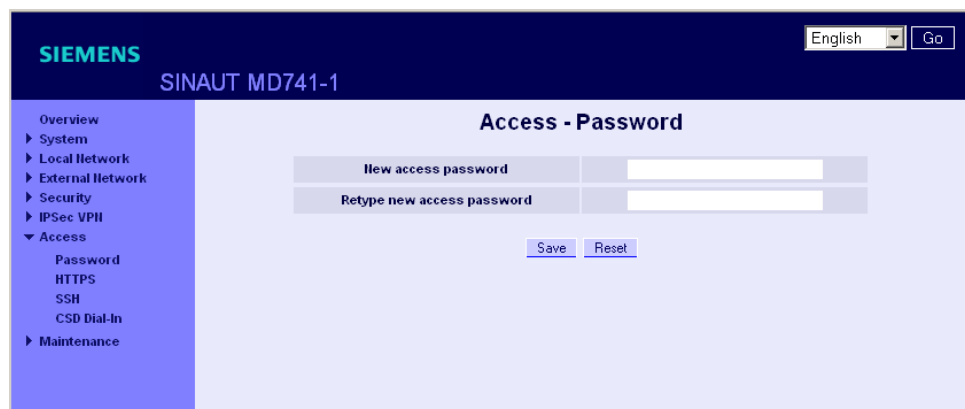 SIEMENS
English
Go
SINAUT MD741-1
Overview
System
Local Network
External Network
Security
IPSec VPN
Access
Password
HTTPS
SSH
CSD Dial-In
Maintenance
Access - Password
New access password
Retype new access password
Save
Reset